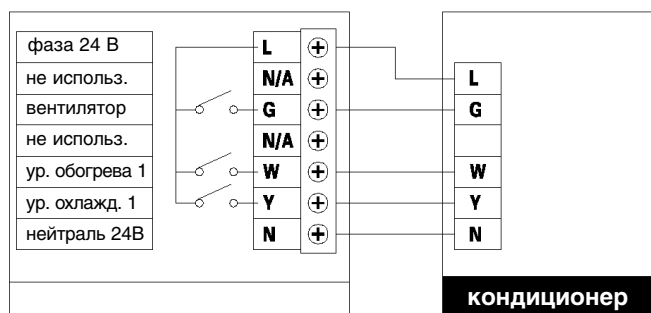 фаза 24 В L
не использ. N/A L
вентилятор G G
не использ. N/A
ур. обогрева 1 W W
ур. охлажд. 1 Y Y
нейтраль 24В N N
кондиционер